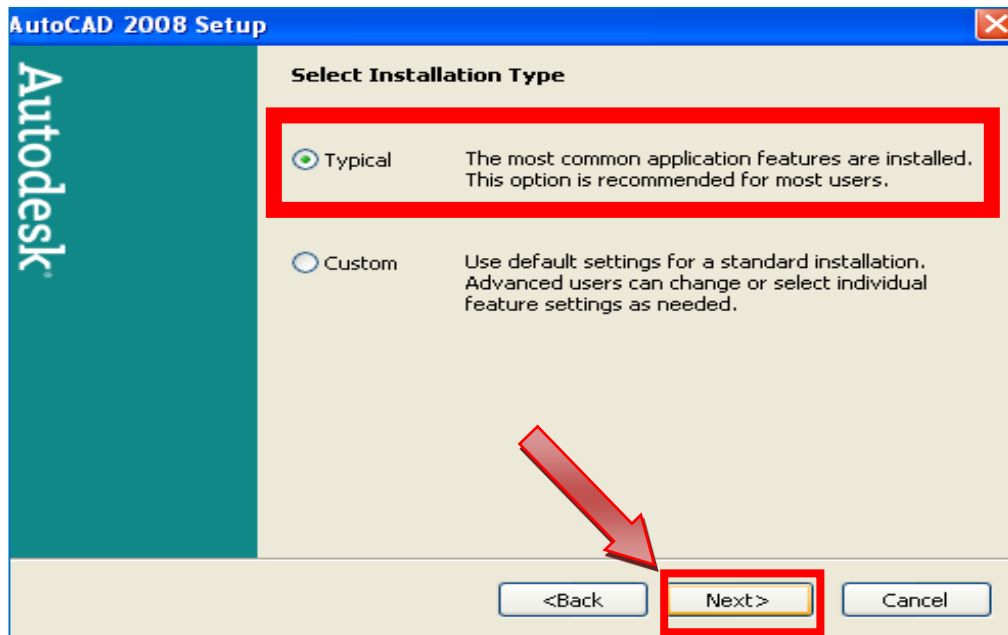 AutoCAD 2008 Setup
Autodesk
Select Installation Type
Typical
The most common application features are installed.
This option is recommended for most users.
Custom
Use default settings for a standard installation.
Advanced users can change or select individual
feature settings as needed.
<Back
Next>
Cancel